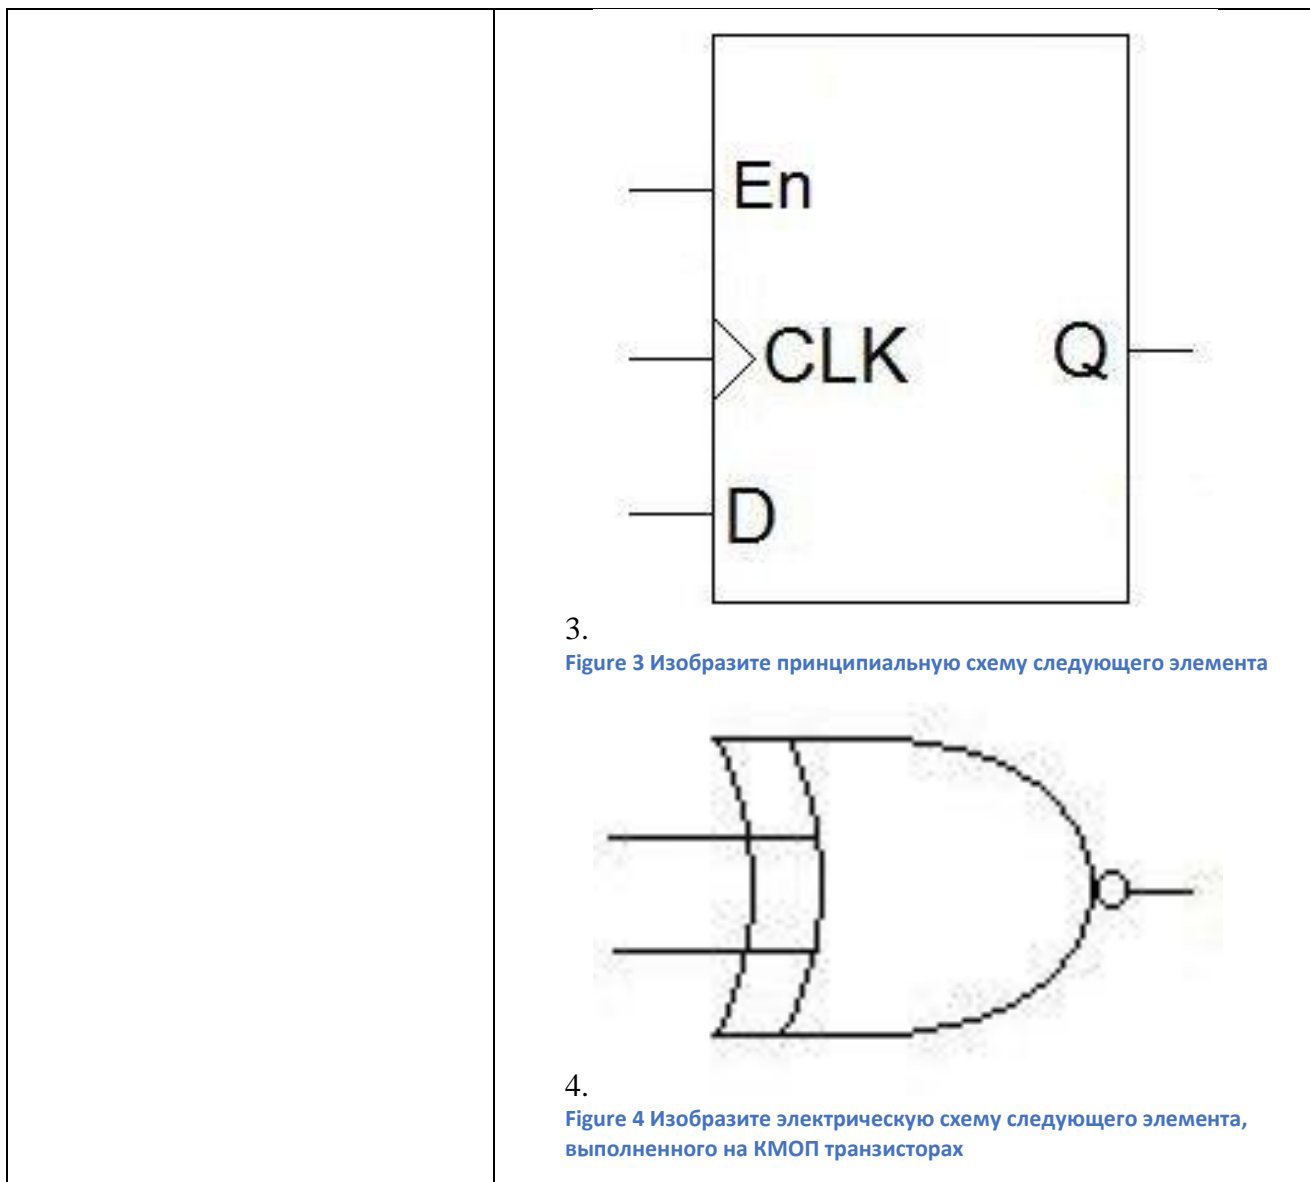 En
CLK
Q
D
3.
Figure 3 Изобразите принципиальную схему следующего элемента
4.
Figure 4 Изобразите электрическую схему следующего элемента,
выполненного на КМОП транзисторах